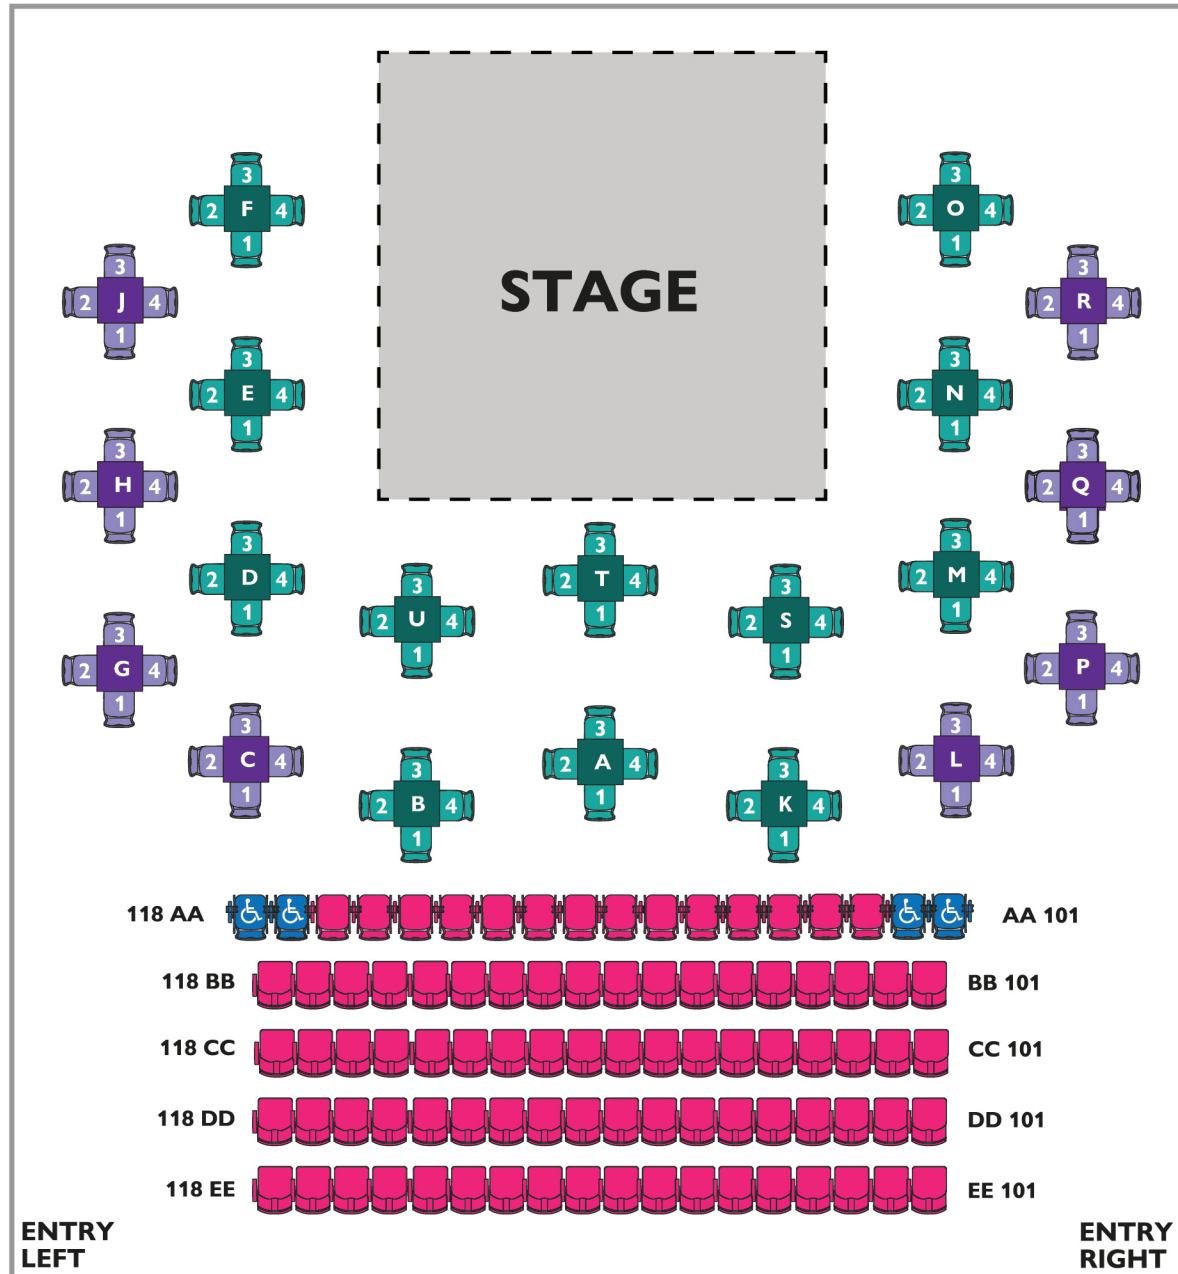 STAGE
3
2 F 4
1
3
2 O 4
1
3
2 J 4
1
3
2 R 4
1
3
2 E 4
1
3
2 N 4
1
3
2 H 4
1
3
2 Q 4
1
3
2 D 4
1
3
2 U 4
1
3
2 T 4
1
3
2 S 4
1
3
2 M 4
1
3
2 G 4
1
3
2 P 4
1
3
2 C 4
1
3
2 B 4
1
3
2 A 4
1
3
2 K 4
1
3
2 L 4
1
118 AA AA 101
118 BB BB 101
118 CC CC 101
118 DD DD 101
118 EE EE 101
ENTRY
LEFT
ENTRY
RIGHT